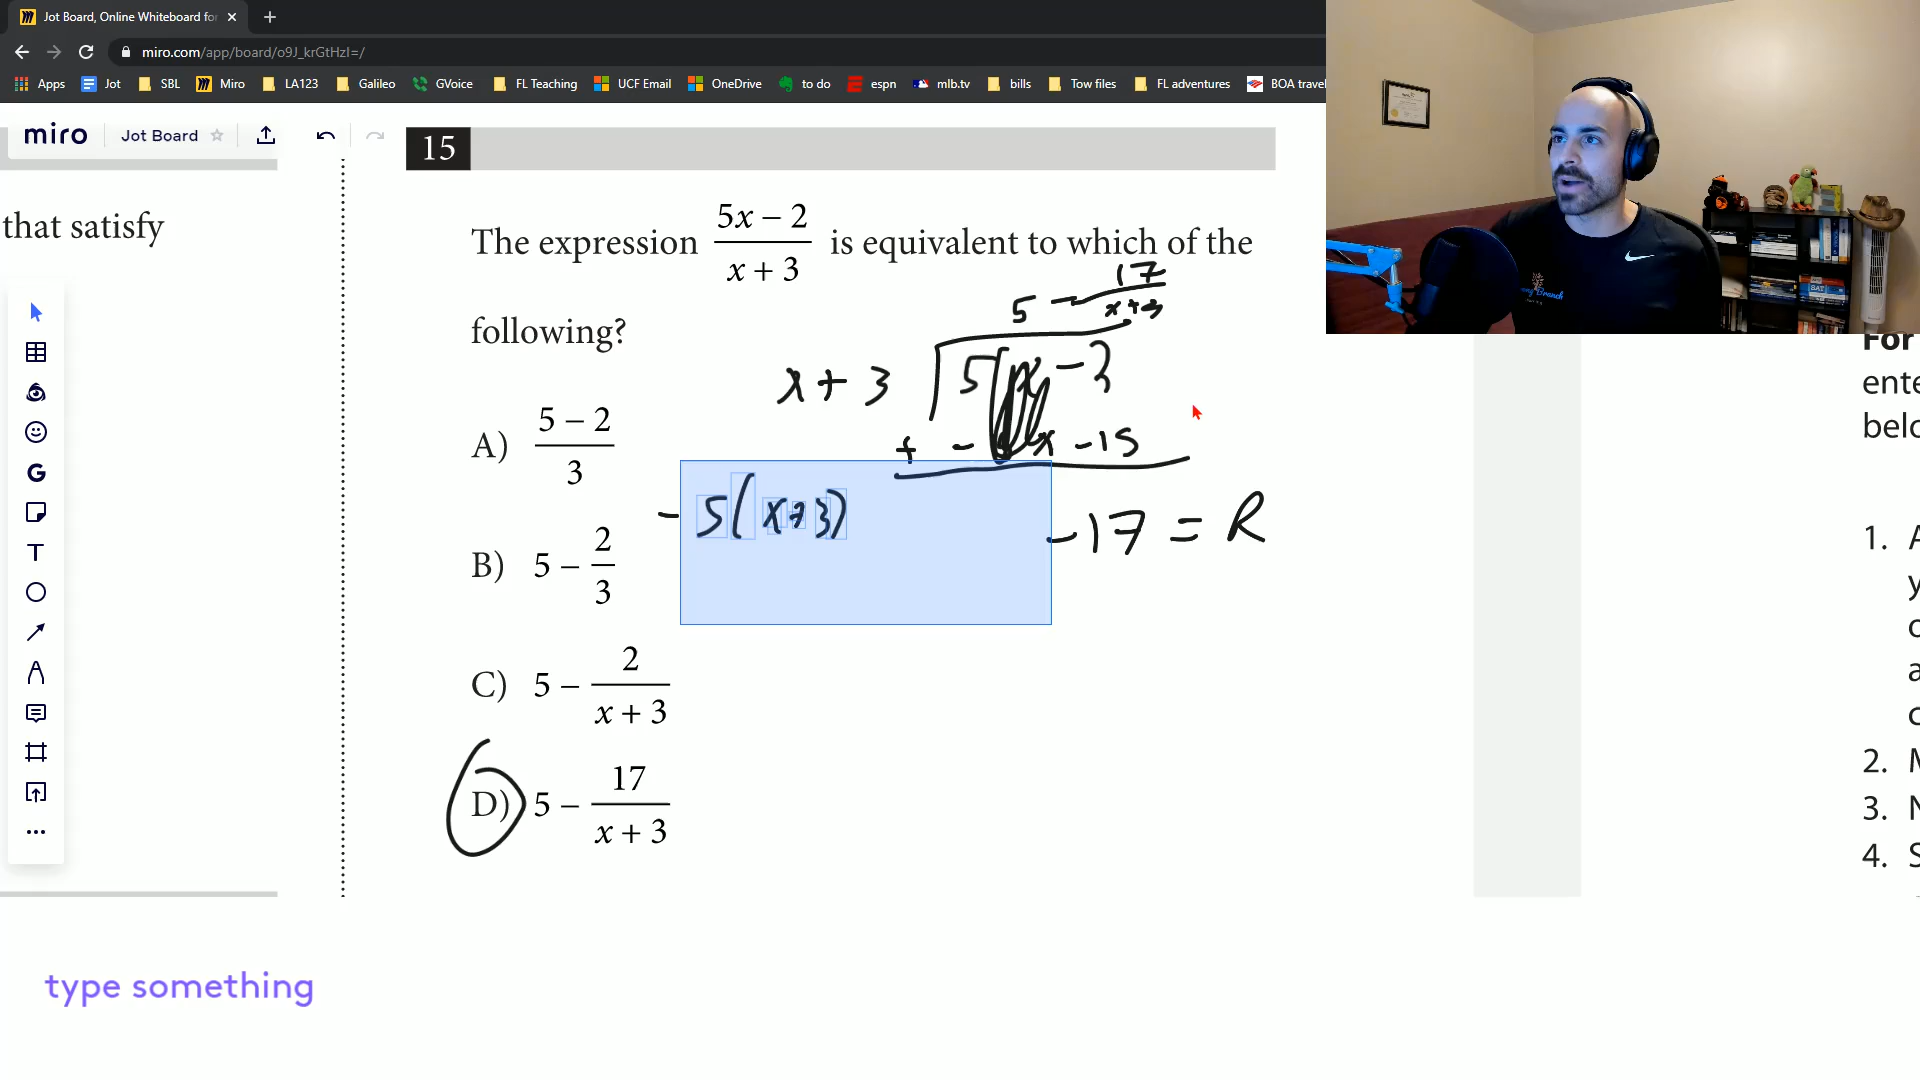 Jot Board, Online Whiteboard for
miro.com/app/board/o9J_krGtHzI=/
Apps Jot SBL Miro LA123 Galileo GVoice FL Teaching UCF Email OneDrive to do espn mlb.tv bills Tow files FL adventures BOA travel
miro Jot Board
15
that satisfy
The expression (5x − 2)/(x + 3) is equivalent to which of the
following?
5 − 17/(x+3)
x + 3 5x − 2
+ − x − 15
−5(x+3)
−17 = R
A) (5 − 2)/3
B) 5 − 2/3
C) 5 − 2/(x + 3)
D) 5 − 17/(x + 3)
For
ente
belo
1. A
y
c
a
c
2. M
3. N
4. S
type something